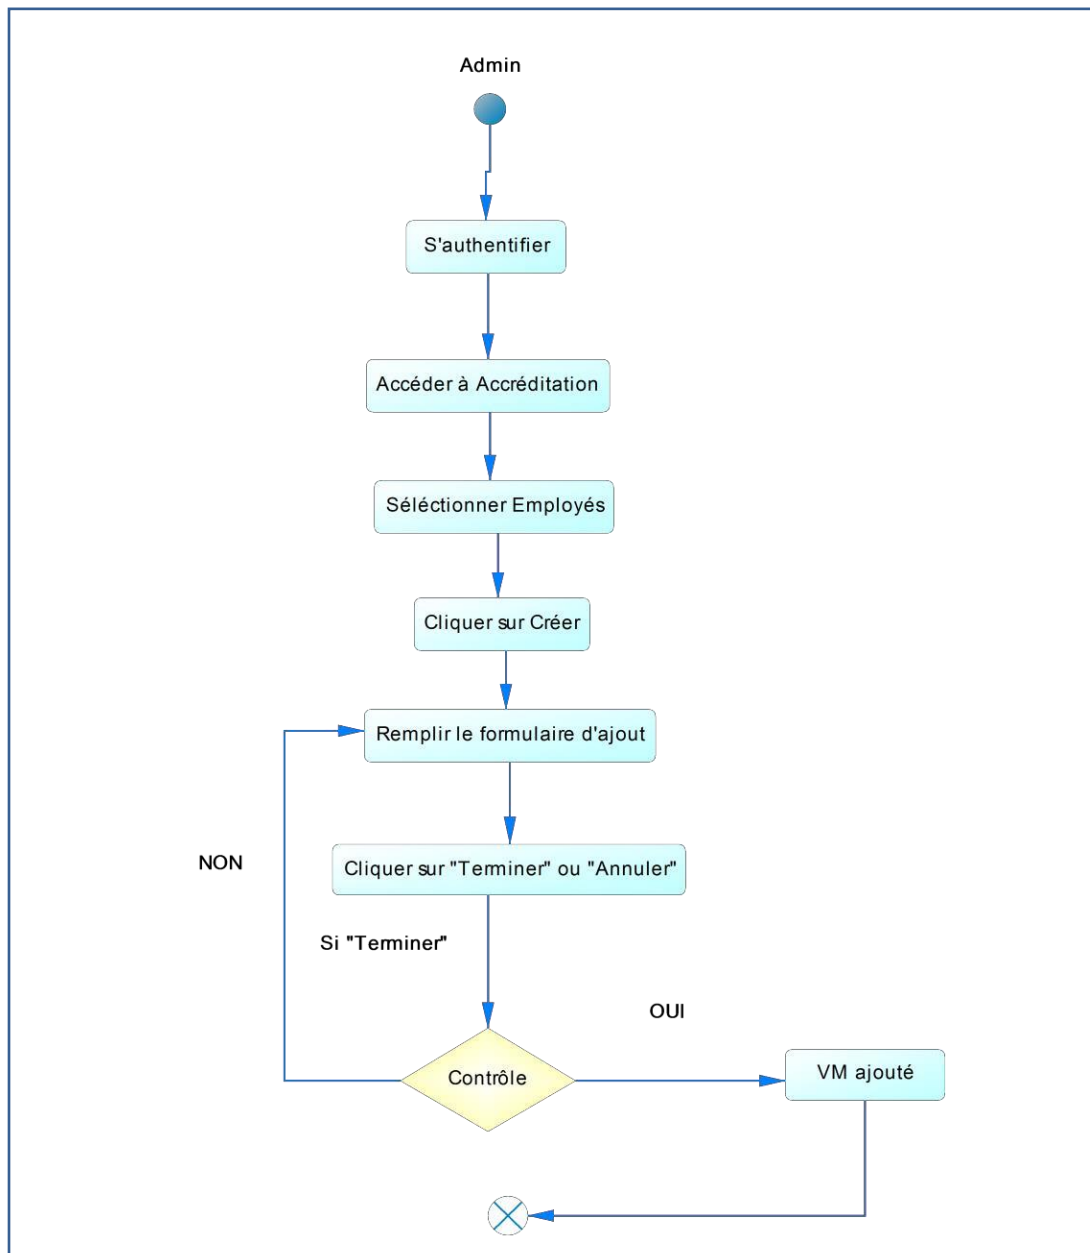 Admin
S'authentifier
Accéder à Accréditation
Séléctionner Employés
Cliquer sur Créer
Remplir le formulaire d'ajout
NON
Cliquer sur "Terminer" ou "Annuler"
Si "Terminer"
OUI
Contrôle
VM ajouté